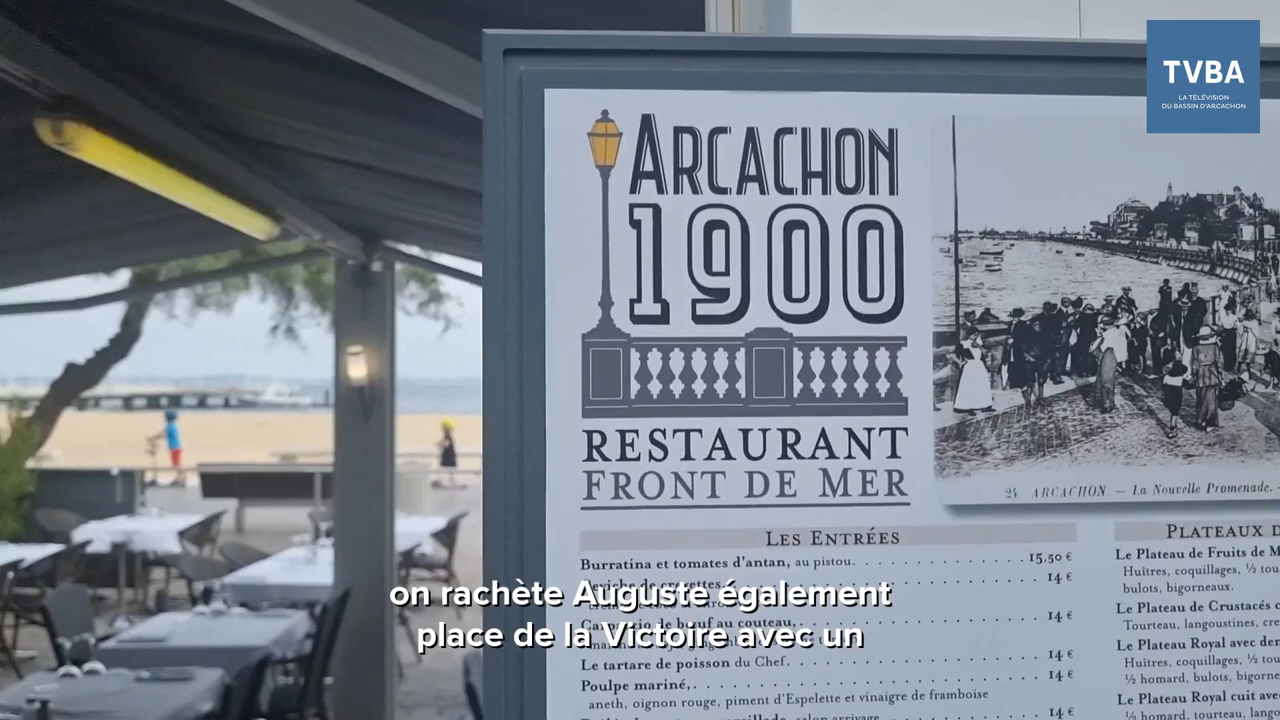 TVBA
LA TÉLÉVISION
DU BASSIN D'ARCACHON
ARCACHON
1900
RESTAURANT
FRONT DE MER
24 ARCACHON — La Nouvelle Promenade.
LES ENTRÉES
Burratina et tomates d'antan, au pistou. 15,50 €
14 €
14 €
Le tartare de poisson du Chef. 14 €
Poulpe mariné, 14 €
aneth, oignon rouge, piment d'Espelette et vinaigre de framboise
14 €
PLATEAUX
Le Plateau de Fruits de
Huîtres, coquillages, ½
bulots, bigorneaux.
Le Plateau de Crustacés
Tourteau, langoustines,
Le Plateau Royal avec
Huîtres, coquillages, ½
½ homard, bulots,
Le Plateau Royal cuit
½ homard, tourteau,
on rachète Auguste également
place de la Victoire avec un